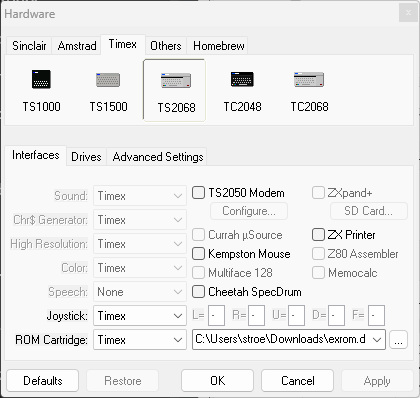 Hardware
Sinclair Amstrad Timex Others Homebrew
TS1000 TS1500 TS2068 TC2048 TC2068
Interfaces Drives Advanced Settings
Sound: Timex TS2050 Modem ZXpand+
Configure... SD Card...
Chr$ Generator: Timex Currah µSource ZX Printer
High Resolution: Timex Kempston Mouse Z80 Assembler
Color: Timex Multiface 128 Memocalc
Speech: None Cheetah SpecDrum
Joystick: Timex L= - R= - U= - D= - F= -
ROM Cartridge: Timex C:\Users\stroe\Downloads\exrom.d ...
Defaults Restore OK Cancel Apply